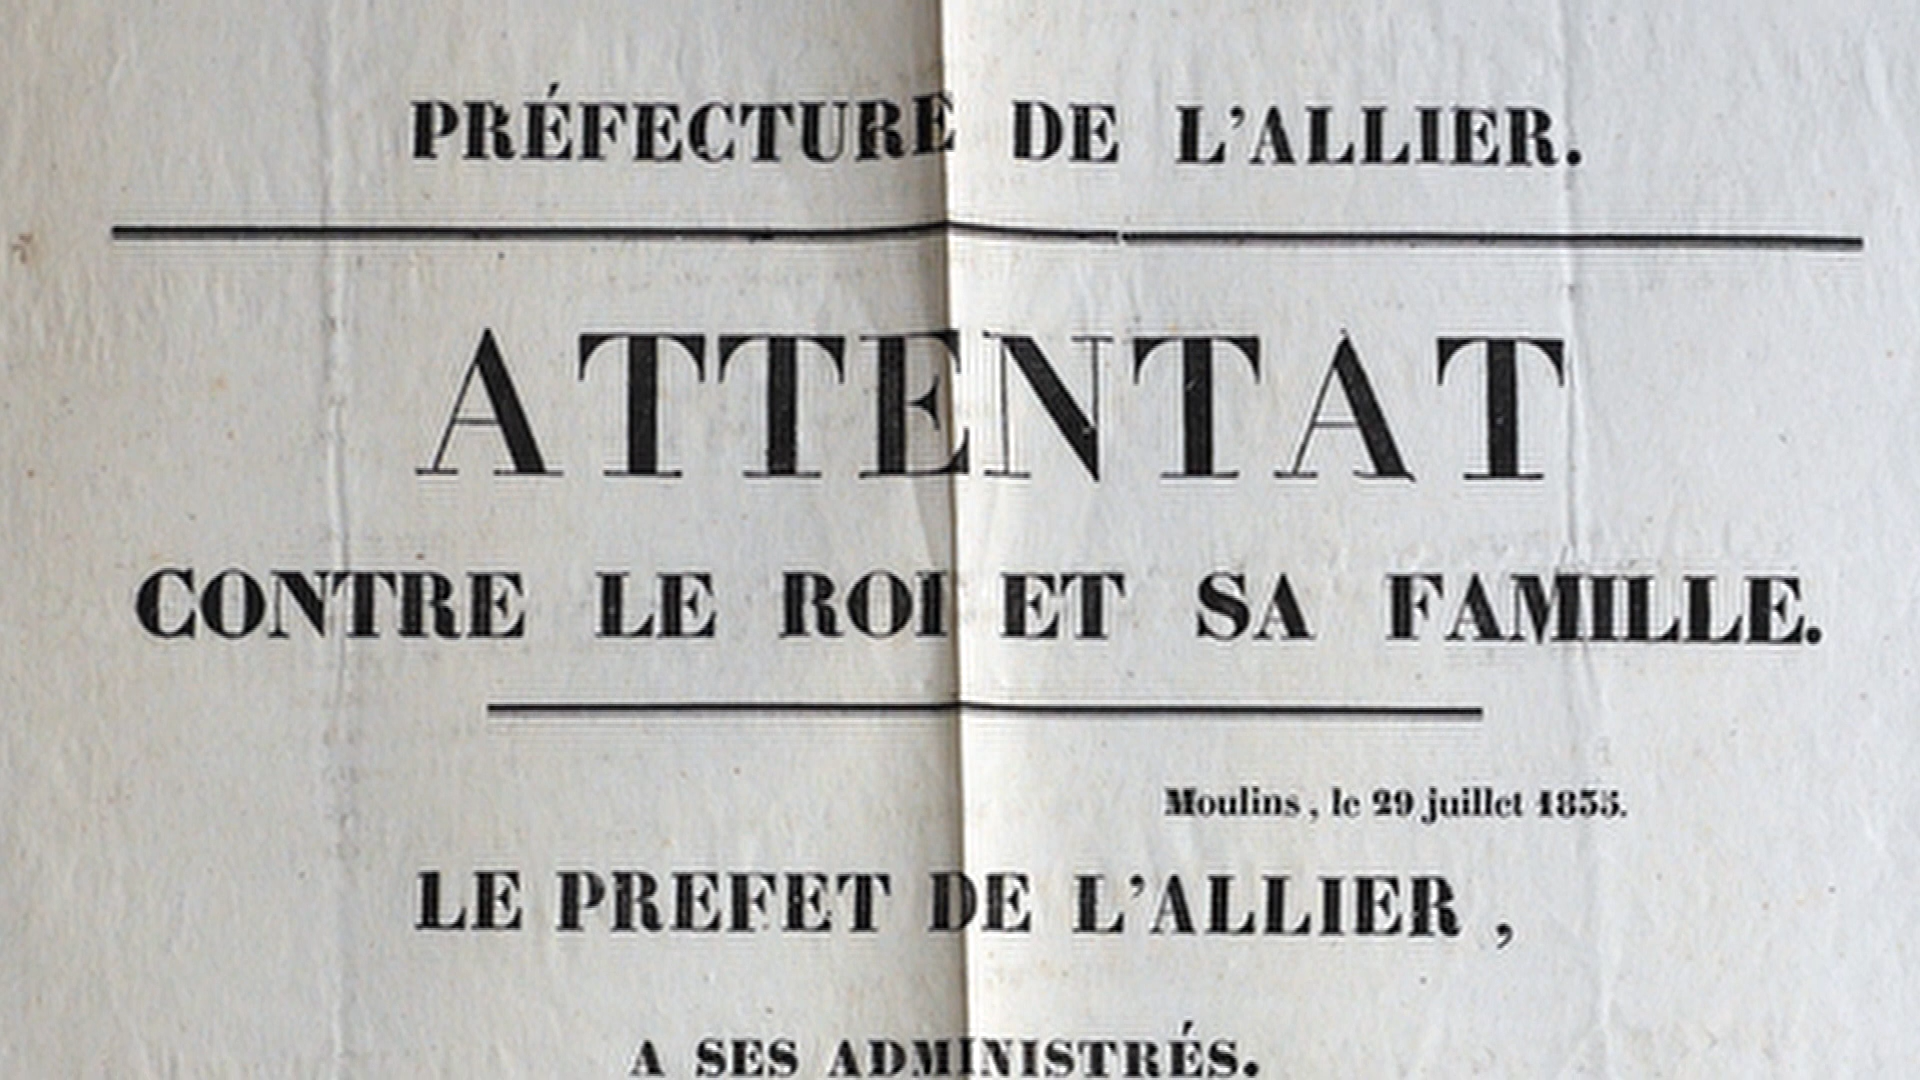 PRÉFECTURE DE L'ALLIER.
ATTENTAT
CONTRE LE ROI ET SA FAMILLE.
Moulins, le 29 juillet 1835.
LE PREFET DE L'ALLIER,
A SES ADMINISTRÉS.